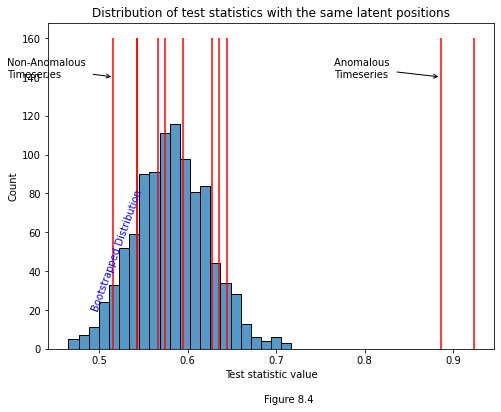 Distribution of test statistics with the same latent positions
160
140
120
100
80
60
40
20
0
Count
Non-Anomalous
Timeseries
Anomalous
Timeseries
Bootstrapped Distribution
0.5 0.6 0.7 0.8 0.9
Test statistic value
Figure 8.4